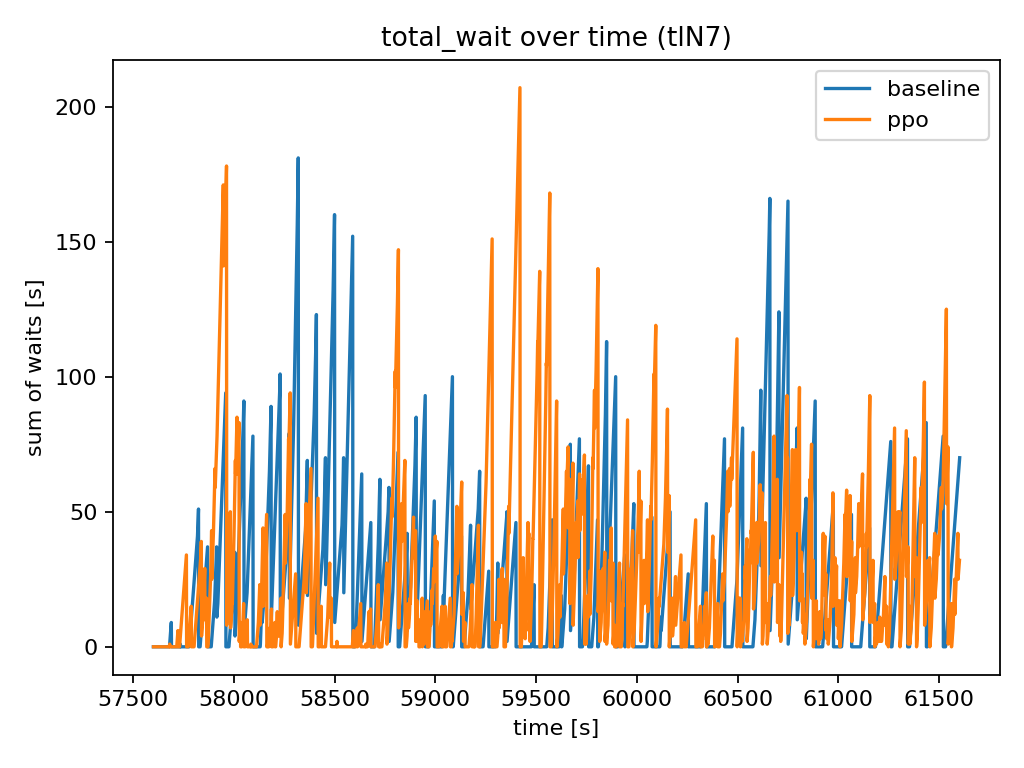 total_wait over time (tlN7)
baseline
ppo
sum of waits [s]
200
150
100
50
0
57500 58000 58500 59000 59500 60000 60500 61000 61500
time [s]